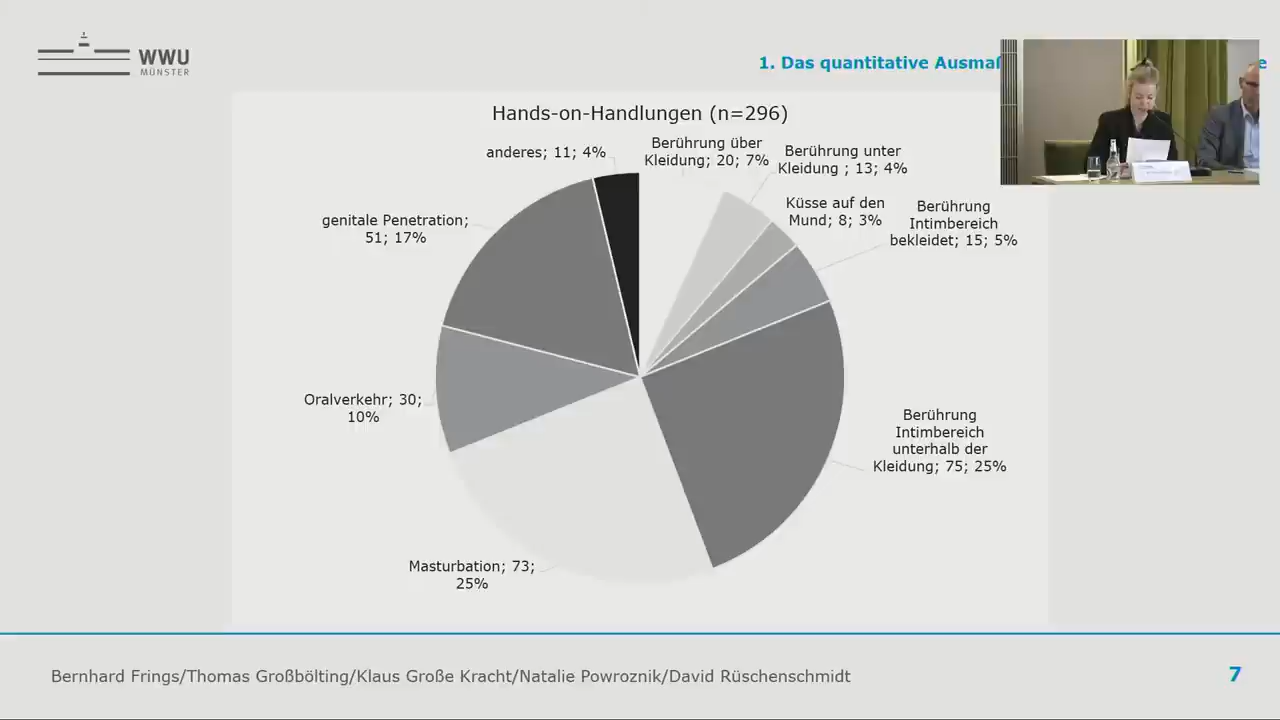 WWU
MÜNSTER
1. Das quantitative Ausmaß
Hands-on-Handlungen (n=296)
anderes; 11; 4%
Berührung über
Kleidung; 20; 7%
Berührung unter
Kleidung ; 13; 4%
Küsse auf den
Mund; 8; 3%
Berührung
Intimbereich
bekleidet; 15; 5%
genitale Penetration;
51; 17%
Oralverkehr; 30;
10%
Berührung
Intimbereich
unterhalb der
Kleidung; 75; 25%
Masturbation; 73;
25%
Bernhard Frings/Thomas Großbölting/Klaus Große Kracht/Natalie Powroznik/David Rüschenschmidt
7